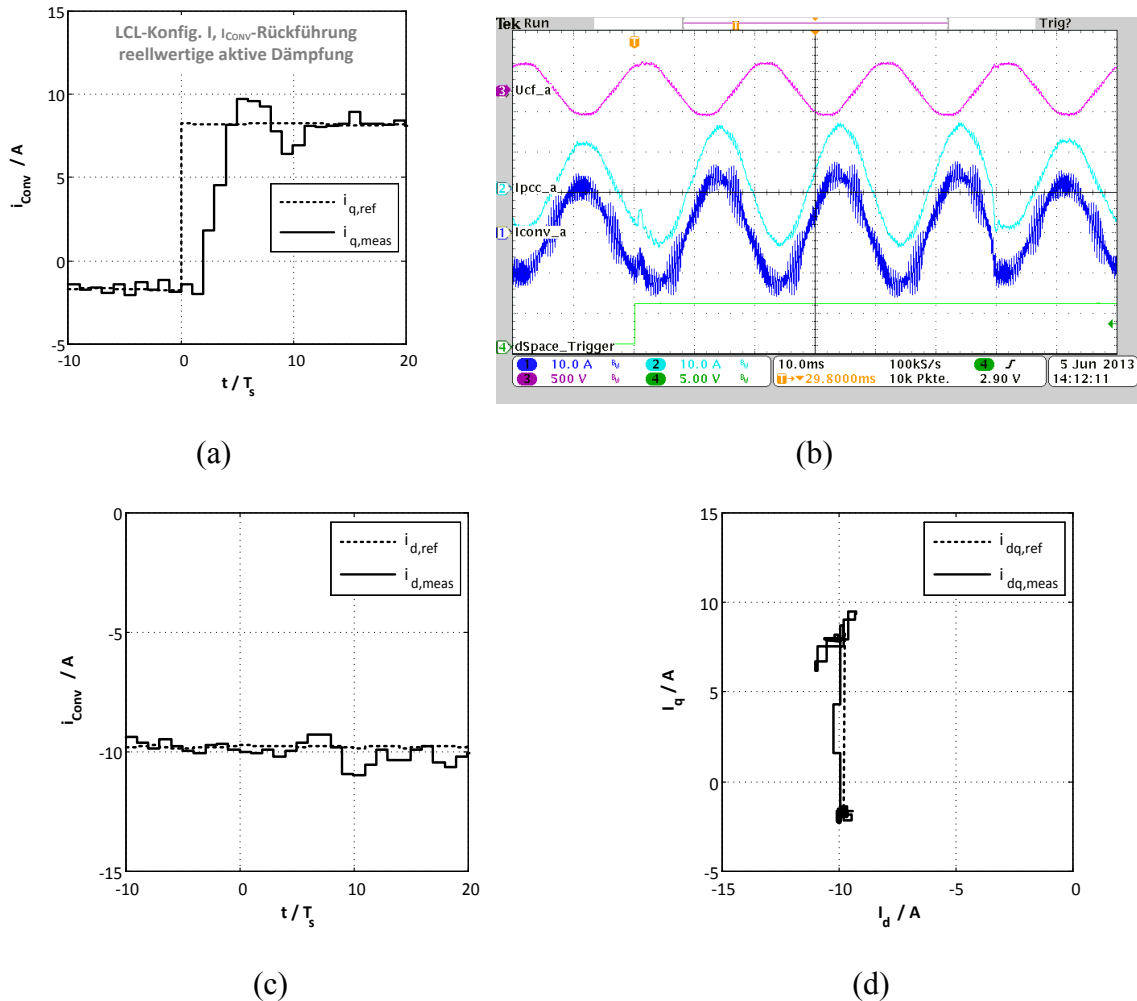 LCL-Konfig. I, ICONV-Rückführung
reellwertige aktive Dämpfung
15
10
5
0
-5
iConv / A
iq,ref
iq,meas
-10 0 10 20
t / Ts
(a)
Tek Run Trig?
T
T
3 Ucf_a
2 Ipcc_a
1 Iconv_a
4 dSpace_Trigger
1 10.0 A BW 2 10.0 A BW 10.0ms 100kS/s 4 5 Jun 2013
3 500 V BW 4 5.00 V BW T→▼29.8000ms 10k Pkte. 2.90 V 14:12:11
(b)
0
-5
-10
-15
iConv / A
id,ref
id,meas
-10 0 10 20
t / Ts
(c)
15
10
5
0
-5
Iq / A
idq,ref
idq,meas
-15 -10 -5 0
Id / A
(d)